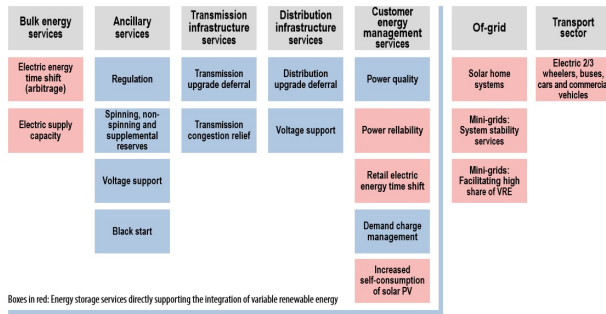 Bulk energy
services
Electric energy
time shift
(arbitrage)
Electric supply
capacity
Ancillary
services
Regulation
Spinning, non-
spinning and
supplemental
reserves
Voltage support
Black start
Transmission
infrastructure
services
Transmission
upgrade deferral
Transmission
congestion relief
Distribution
infrastructure
services
Distribution
upgrade deferral
Voltage support
Customer
energy
management
services
Power quality
Power rellability
Retail electric
energy time shift
Demand charge
management
Increased
self-consumption
of solar PV
Of-grid
Solar home
systems
Mini-grids:
System stability
services
Mini-grids:
Facilitating high
share of VRE
Transport
sector
Electric 2/3
wheelers, buses,
cars and commercia
vehicles
Boxes in red: Energy storage services directly supporting the integration of variable renewable energy